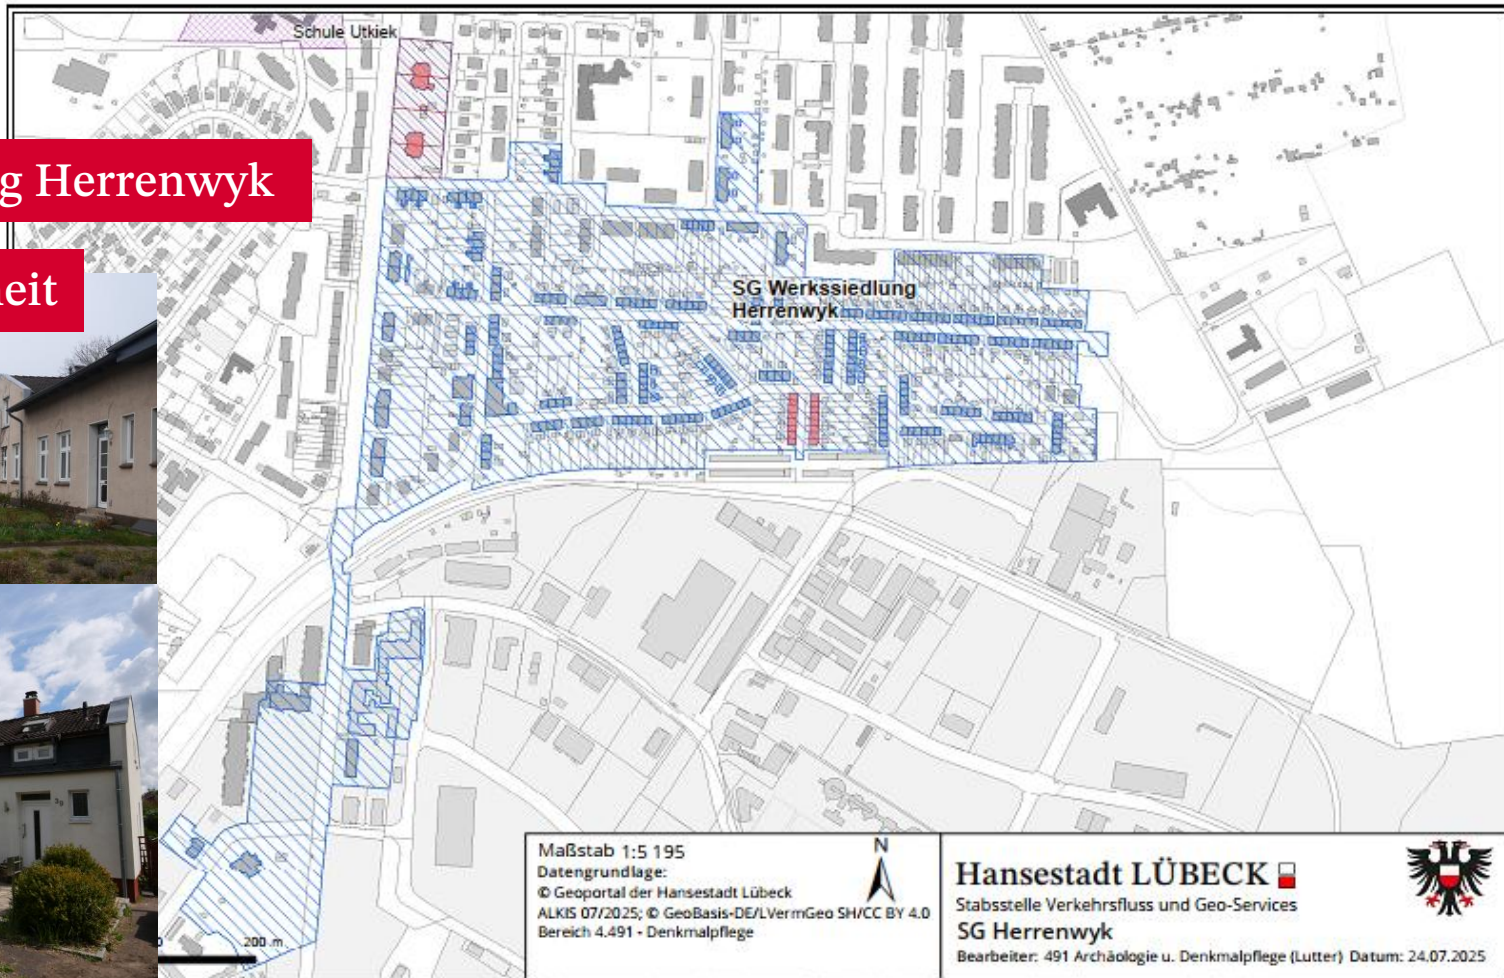 Schule Utkiek
g Herrenwyk
eit
SG Werkssiedlung
Herrenwyk
Maßstab 1:5 195
Datengrundlage:
© Geoportal der Hansestadt Lübeck
ALKIS 07/2025; © GeoBasis-DE/LVermGeo SH/CC BY 4.0
Bereich 4.491 - Denkmalpflege
N
Hansestadt LÜBECK
Stabsstelle Verkehrsfluss und Geo-Services
SG Herrenwyk
Bearbeiter: 491 Archäologie u. Denkmalpflege (Lutter) Datum: 24.07.2025
200 m